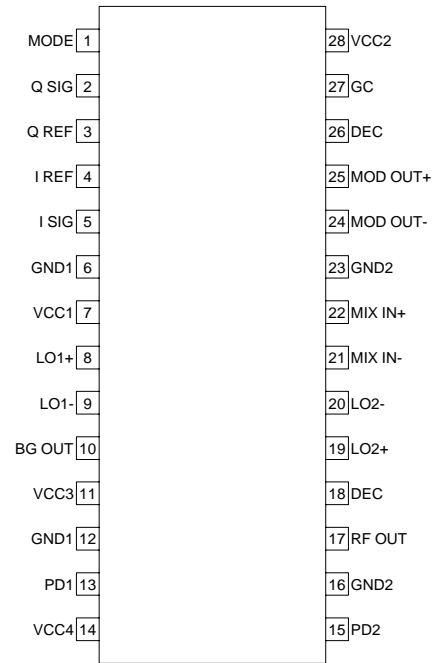 MODE 1 28 VCC2
Q SIG 2 27 GC
Q REF 3 26 DEC
I REF 4 25 MOD OUT+
I SIG 5 24 MOD OUT-
GND1 6 23 GND2
VCC1 7 22 MIX IN+
LO1+ 8 21 MIX IN-
LO1- 9 20 LO2-
BG OUT 10 19 LO2+
VCC3 11 18 DEC
GND1 12 17 RF OUT
PD1 13 16 GND2
VCC4 14 15 PD2